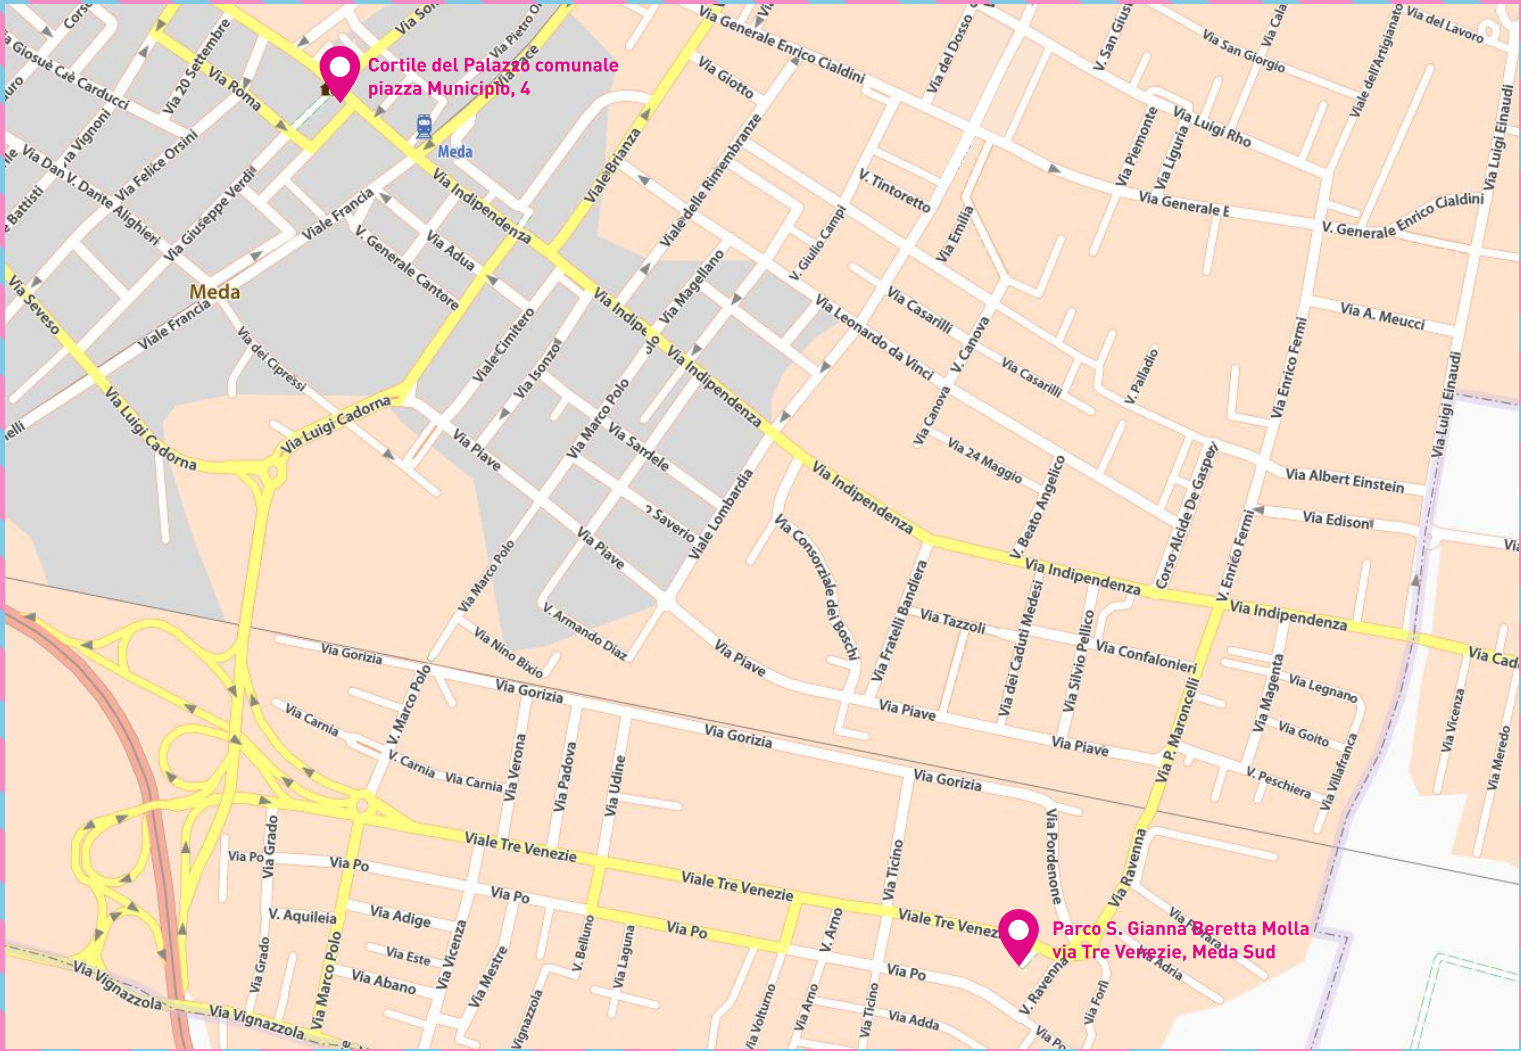 Corso
Via Generale Enrico Cialdini
Via Pietro
Via San Giorgio
Via del Lavoro
Viale dell'Artigianato
Via del Dosso
Via 20 Settembre
Via Roma
Cortile del Palazzo comunale
piazza Municipio, 4
Via Giotto
Via Luigi Rho
Via Luigi Einaudi
Via Piemonte
Via Liguria
Meda
Via Felice Orsini
V. Dante Alighieri
Via Giuseppe Verdi
Viale Francia
Via Indipendenza
Viale Brianza
Viale delle Rimembranze
V. Tintoretto
V. Giulio Campi
Via Emilia
Via Generale E
V. Generale Enrico Cialdini
V. Generale Cantore
Via Adua
Battisti
Via Seveso
Meda
Viale Francia
Via dei Cipressi
Viale Cimitero
Via Isonzo
Via Indipe
Via Magellano
Via Leonardo da Vinci
Via Casarilli
V. Canova
Via Casarilli
V. Palladio
Via Enrico Fermi
Via A. Meucci
Via Luigi Einaudi
Via Luigi Cadorna
Via Luigi Cadorna
Via Piave
Via Marco Polo
Via Indipendenza
Via Sardele
Via Canova
Via 24 Maggio
Via Beato Angelico
Corso Alcide De Gasperi
Via Albert Einstein
Via Edison
V. Enrico Fermi
Viale Lombardia
o Saverio
Via Indipendenza
Via Consorziale dei Boschi
Via Piave
Via Marco Polo
V. Armando Diaz
Via Nino Bixio
Via Fratelli Bandiera
Via Tazzoli
Via dei Caduti Medesi
Via Silvio Pellico
Via Indipendenza
Via Confalonieri
Via Indipendenza
Via Gorizia
Via Gorizia
Via Piave
Via Piave
Via Piave
Via P. Maroncelli
Via Magenta
Via Legnano
Via Goito
Via Villafranca
V. Peschiera
Via Vicenza
Via Meredo
Via Carnia
V. Marco Polo
V. Carnia
Via Carnia
Via Verona
Via Padova
Via Udine
Via Gorizia
Via Gorizia
Via Pordenone
Via Ravenna
Via Ticino
Via Grado
Via Po
Via Po
Viale Tre Venezie
Viale Tre Venezie
Viale Tre Venezi
Via Po
V. Aquileia
Via Adige
Via Este
Via Abano
Via Grado
Via Marco Polo
Via Vicenza
Via Mestre
V. Belluno
Via Laguna
Via Po
V. Arno
Via Po
Parco S. Gianna Beretta Molla
via Tre Venezie, Meda Sud
V. Ravenna
Via Forlì
Via Vignazzola
Via Vignazzola
Vignazzola
Via Volturno
Via Arno
Via Ticino
Via Adda
Via Po